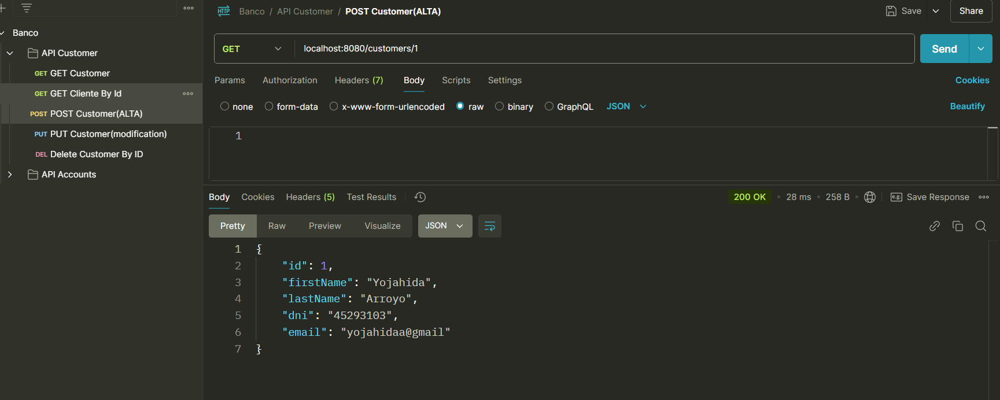 Banco
API Customer
GET GET Customer
GET GET Cliente By Id
POST POST Customer(ALTA)
PUT PUT Customer(modification)
DEL Delete Customer By ID
API Accounts
HTTP Banco / API Customer / POST Customer(ALTA)
Save
Share
GET localhost:8080/customers/1
Send
Params Authorization Headers (7) Body Scripts Settings
Cookies
none form-data x-www-form-urlencoded raw binary GraphQL JSON
Beautify
1
Body Cookies Headers (5) Test Results
200 OK • 28 ms • 258 B •
e.g. Save Response
Pretty Raw Preview Visualize JSON
1 {
2 "id": 1,
3 "firstName": "Yojahida",
4 "lastName": "Arroyo",
5 "dni": "45293103",
6 "email": "yojahidaa@gmail"
7 }